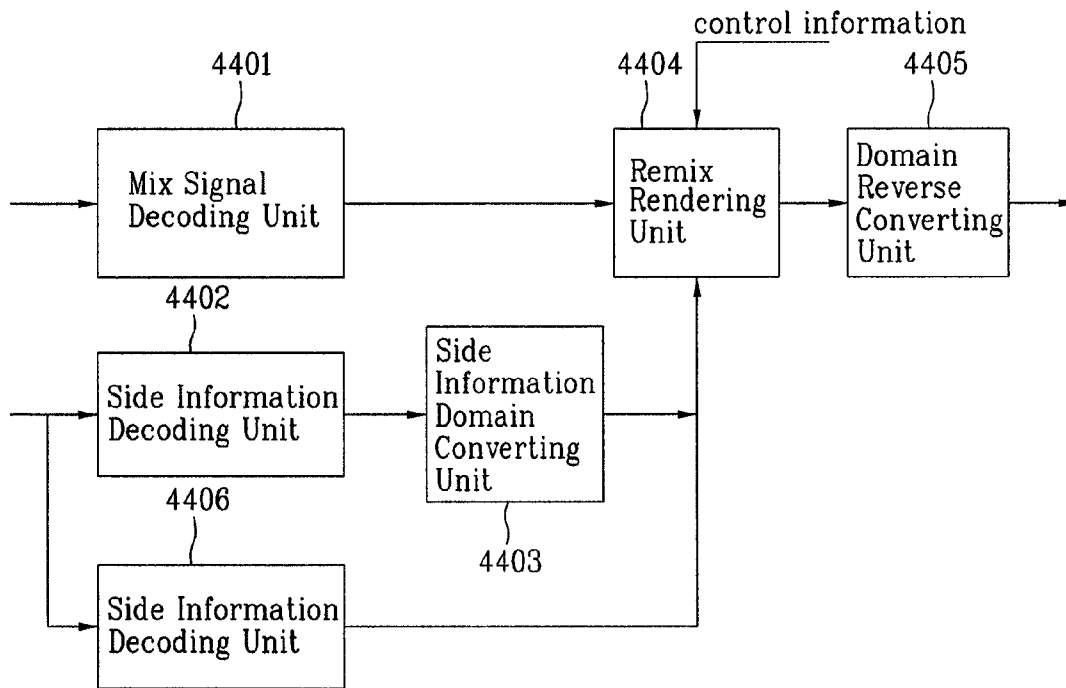 control information
4401
4404
4405
Mix Signal
Decoding Unit
Remix
Rendering
Unit
Domain
Reverse
Converting
Unit
4402
Side Information
Decoding Unit
Side
Information
Domain
Converting
Unit
4403
4406
Side Information
Decoding Unit